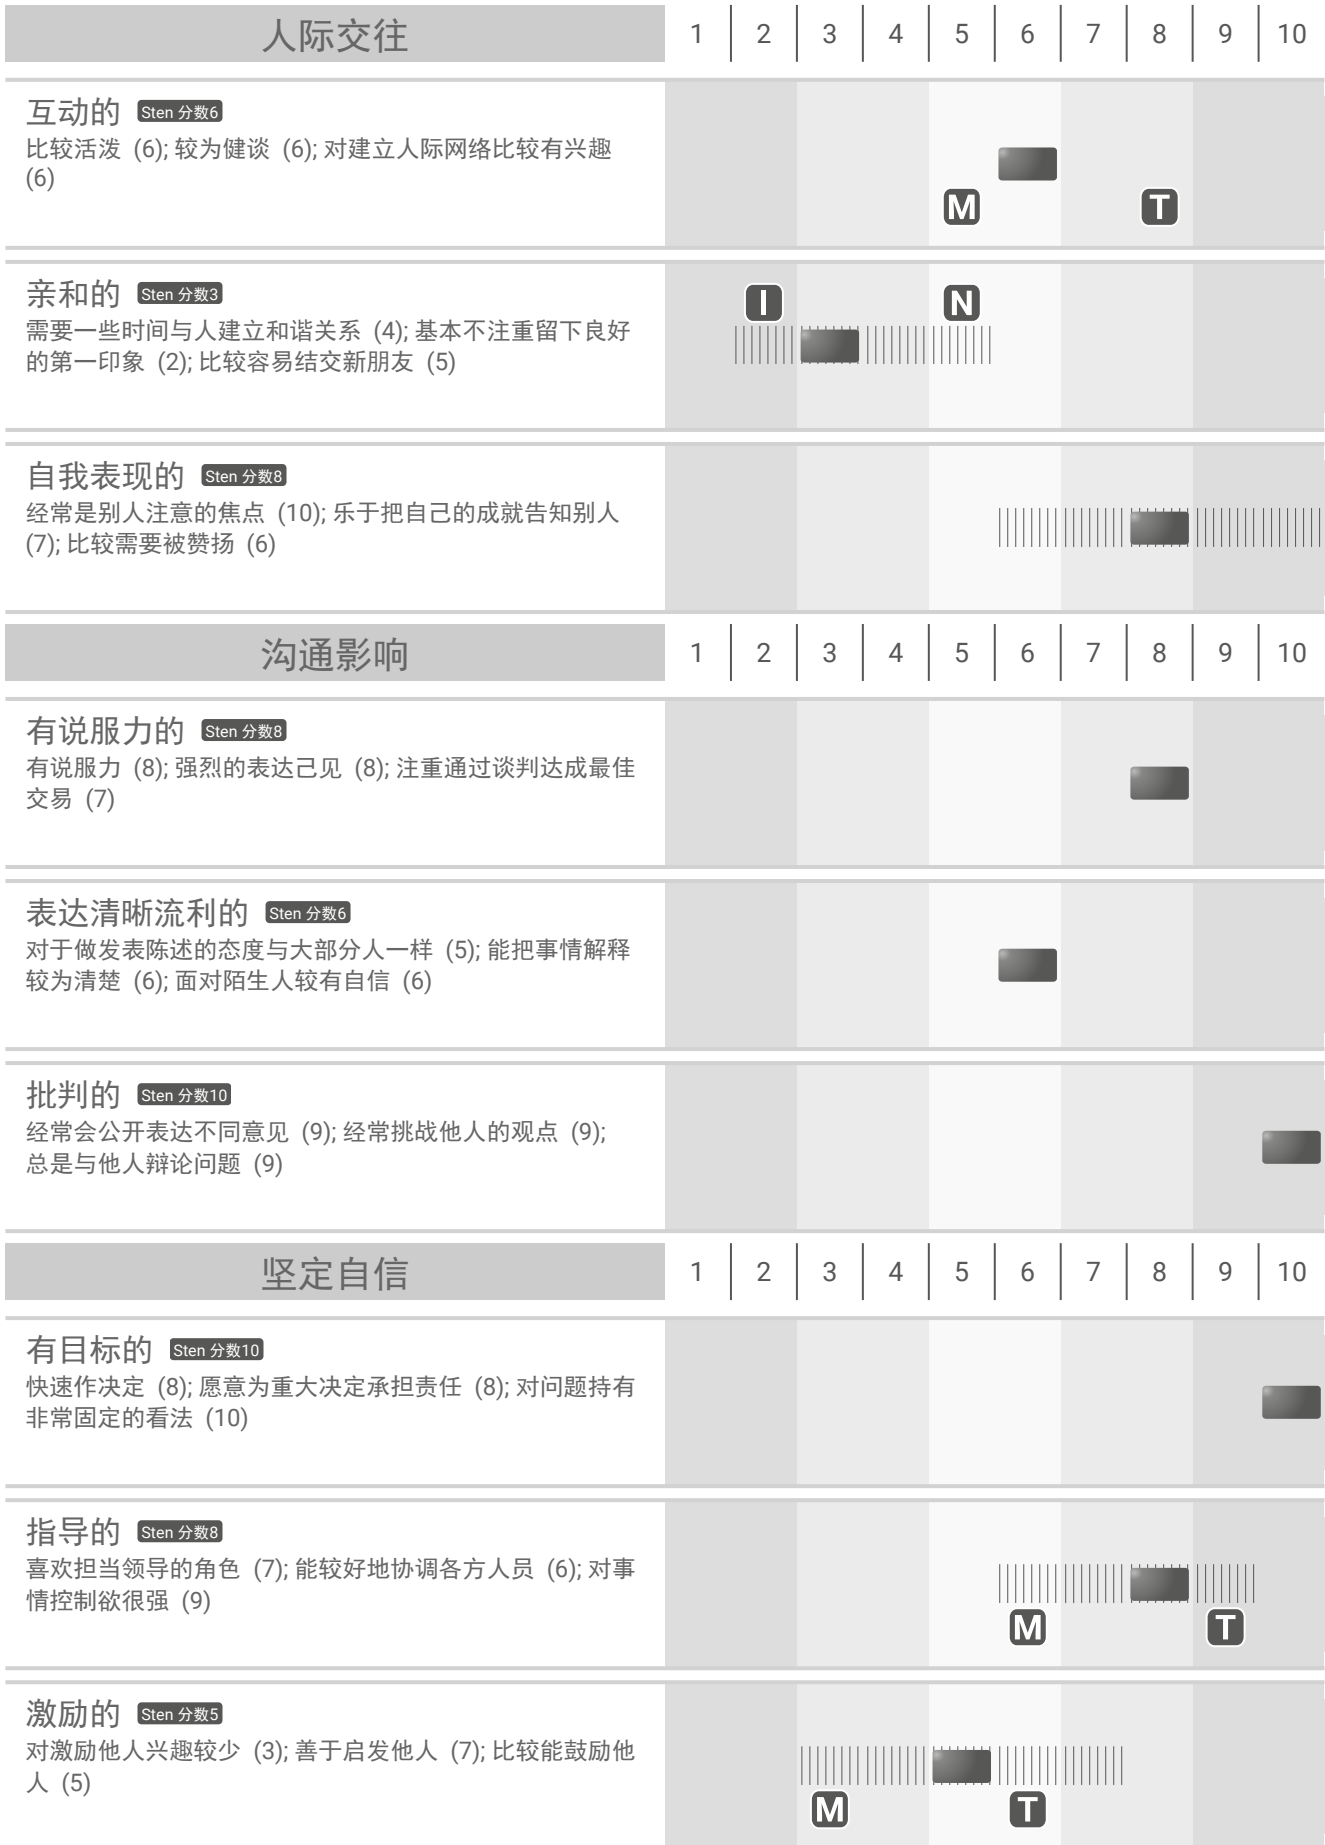 人际交往 1 2 3 4 5 6 7 8 9 10
互动的 Sten 分数6
比较活泼 (6); 较为健谈 (6); 对建立人际网络比较有兴趣
(6)
M T
亲和的 Sten 分数3
I N
需要一些时间与人建立和谐关系 (4); 基本不注重留下良好
的第一印象 (2); 比较容易结交新朋友 (5)
自我表现的 Sten 分数8
经常是别人注意的焦点 (10); 乐于把自己的成就告知别人
(7); 比较需要被赞扬 (6)
沟通影响 1 2 3 4 5 6 7 8 9 10
有说服力的 Sten 分数8
有说服力 (8); 强烈的表达己见 (8); 注重通过谈判达成最佳
交易 (7)
表达清晰流利的 Sten 分数6
对于做发表陈述的态度与大部分人一样 (5); 能把事情解释
较为清楚 (6); 面对陌生人较有自信 (6)
批判的 Sten 分数10
经常会公开表达不同意见 (9); 经常挑战他人的观点 (9);
总是与他人辩论问题 (9)
坚定自信 1 2 3 4 5 6 7 8 9 10
有目标的 Sten 分数10
快速作决定 (8); 愿意为重大决定承担责任 (8); 对问题持有
非常固定的看法 (10)
指导的 Sten 分数8
喜欢担当领导的角色 (7); 能较好地协调各方人员 (6); 对事
情控制欲很强 (9)
M T
激励的 Sten 分数5
对激励他人兴趣较少 (3); 善于启发他人 (7); 比较能鼓励他
人 (5)
M T